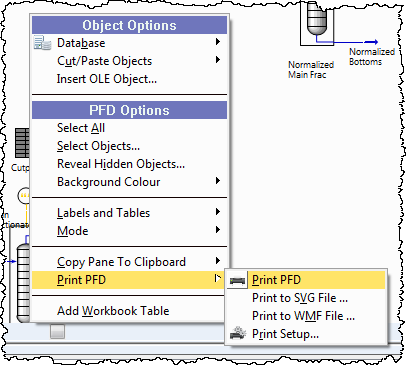 Object Options
Database
Cut/Paste Objects
Insert OLE Object...
PFD Options
Select All
Select Objects...
Reveal Hidden Objects...
Background Colour
Labels and Tables
Mode
Copy Pane To Clipboard
Print PFD
Add Workbook Table
Print PFD
Print to SVG File ...
Print to WMF File ...
Print Setup...
Normalized
Main Frac
Normalized
Bottoms
Cutp